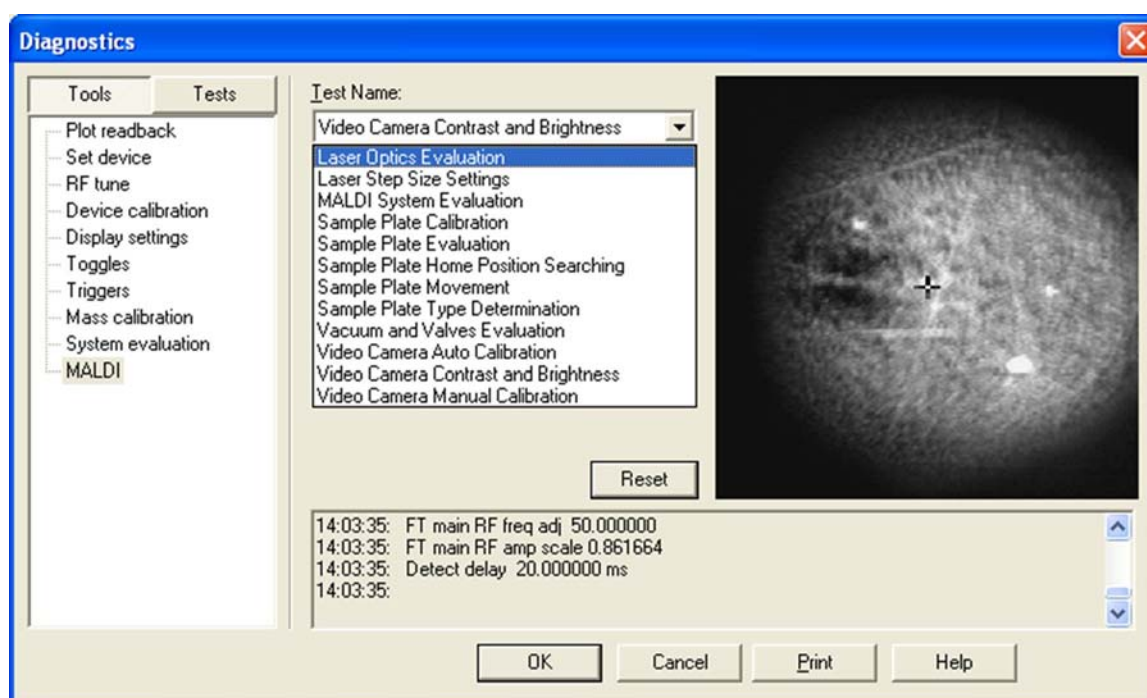 Diagnostics
Tools
Tests
Plot readback
Set device
RF tune
Device calibration
Display settings
Toggles
Triggers
Mass calibration
System evaluation
MALDI
Test Name:
Video Camera Contrast and Brightness
Laser Optics Evaluation
Laser Step Size Settings
MALDI System Evaluation
Sample Plate Calibration
Sample Plate Evaluation
Sample Plate Home Position Searching
Sample Plate Movement
Sample Plate Type Determination
Vacuum and Valves Evaluation
Video Camera Auto Calibration
Video Camera Contrast and Brightness
Video Camera Manual Calibration
Reset
14:03:35: FT main RF freq adj 50.000000
14:03:35: FT main RF amp scale 0.861664
14:03:35: Detect delay 20.000000 ms
14:03:35:
OK
Cancel
Print
Help